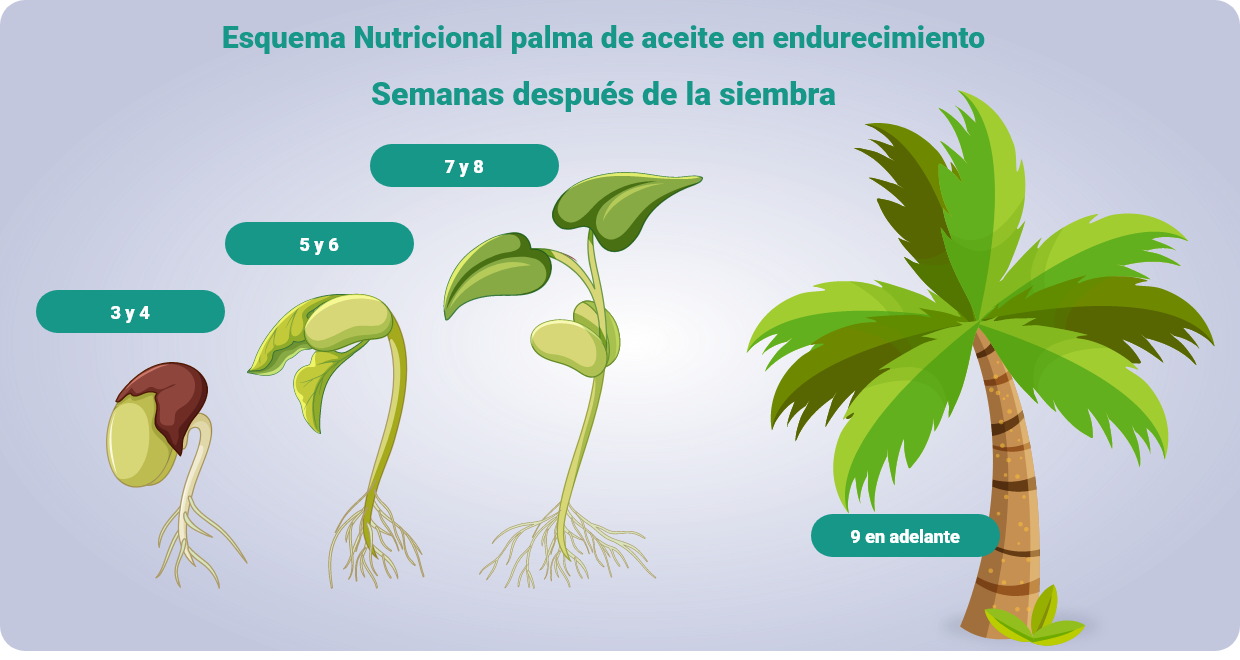 Esquema Nutricional palma de aceite en endurecimiento
Semanas después de la siembra
3 y 4
5 y 6
7 y 8
9 en adelante